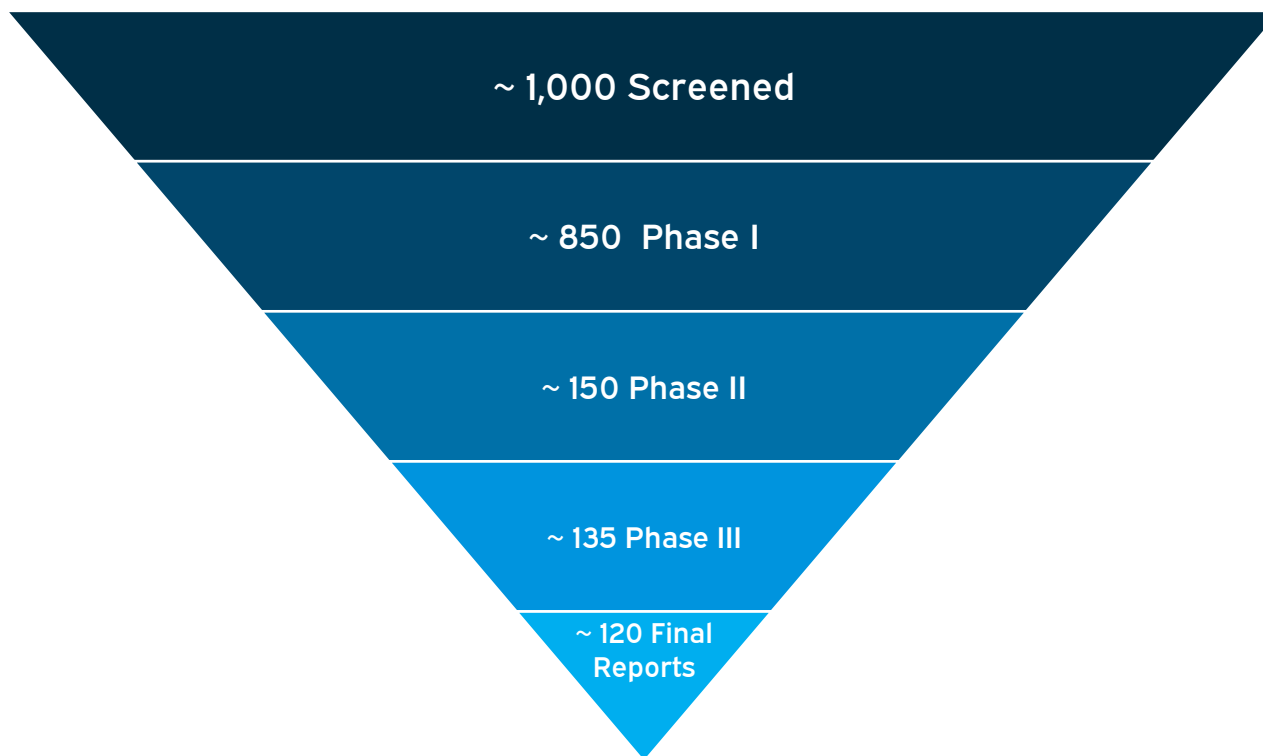 ~ 1,000 Screened
~ 850 Phase I
~ 150 Phase II
~ 135 Phase III
~ 120 Final
Reports